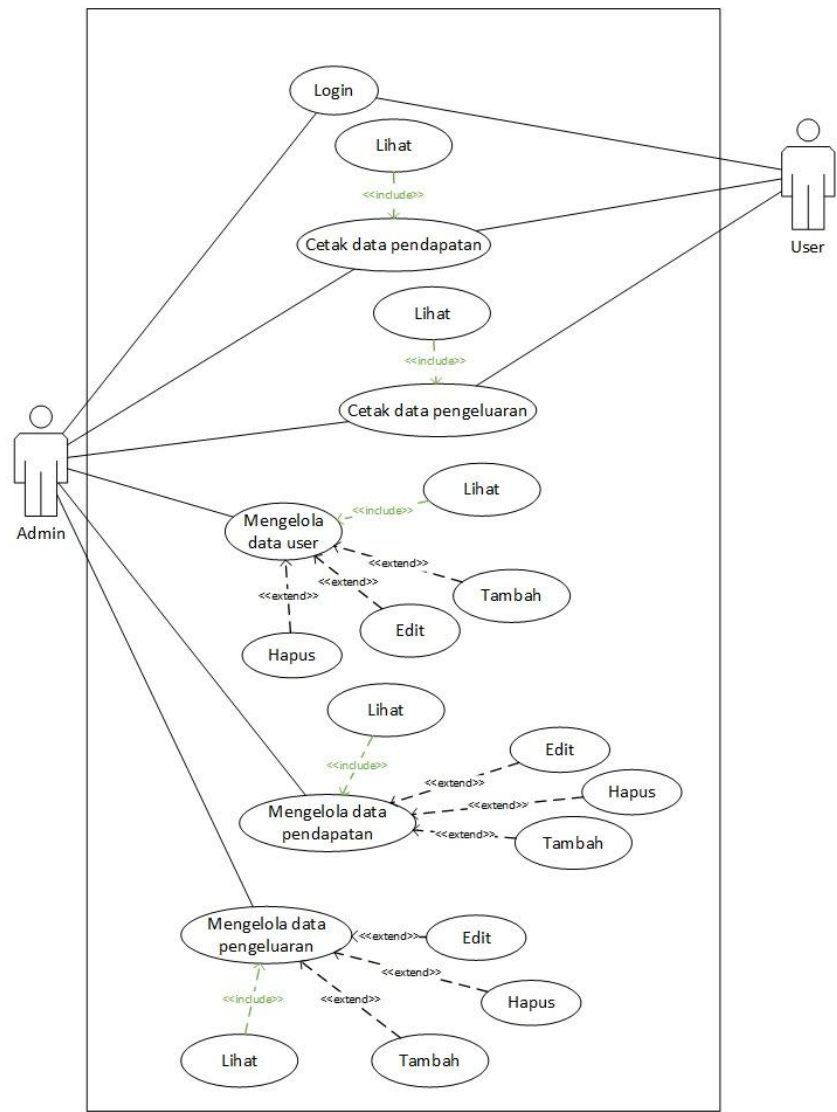 Login
Lihat
<<include>>
Cetak data pendapatan
User
Lihat
<<include>>
Cetak data pengeluaran
Admin
Lihat
<<include>>
Mengelola
data user
<<extend>>
Tambah
<<extend>>
Edit
<<extend>>
Hapus
Lihat
<<include>>
Mengelola data
pendapatan
<<extend>>
Edit
<<extend>>
Hapus
<<extend>>
Tambah
Mengelola data
pengeluaran
<<extend>>
Edit
<<extend>>
Hapus
<<include>>
<<extend>>
Lihat
Tambah